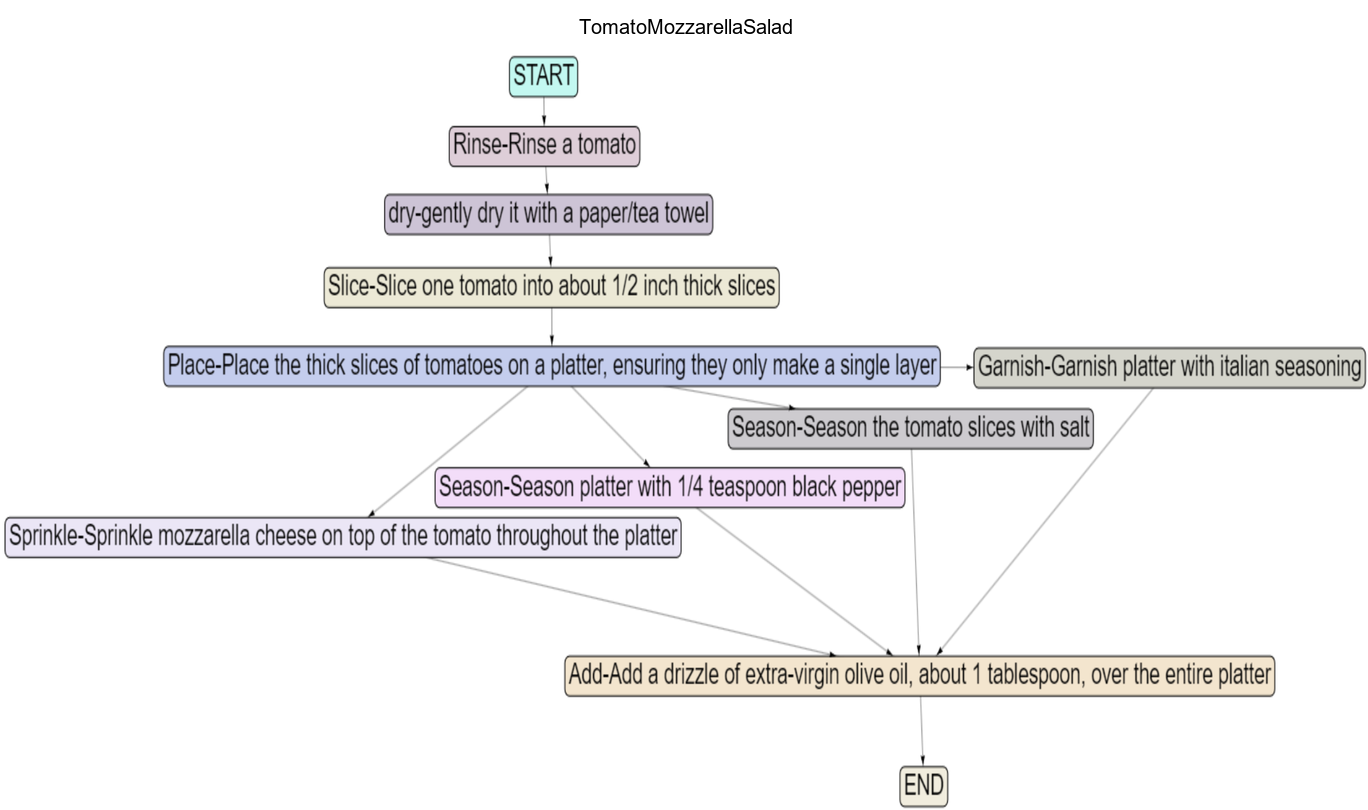 TomatoMozzarellaSalad
START
Rinse-Rinse a tomato
dry-gently dry it with a paper/tea towel
Slice-Slice one tomato into about 1/2 inch thick slices
Place-Place the thick slices of tomatoes on a platter, ensuring they only make a single layer
Garnish-Garnish platter with italian seasoning
Season-Season the tomato slices with salt
Season-Season platter with 1/4 teaspoon black pepper
Sprinkle-Sprinkle mozzarella cheese on top of the tomato throughout the platter
Add-Add a drizzle of extra-virgin olive oil, about 1 tablespoon, over the entire platter
END